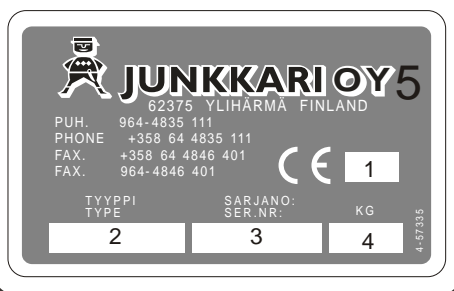 JUNKKARI OY 5
62375 YLIHÄRMÄ FINLAND
PUH. 964-4835 111
PHONE +358 64 4835 111
FAX. +358 64 4846 401
FAX. 964-4846 401
CE 1
TYYPPI SARJANO:
TYPE SER.NR: KG
2 3 4
4-57335